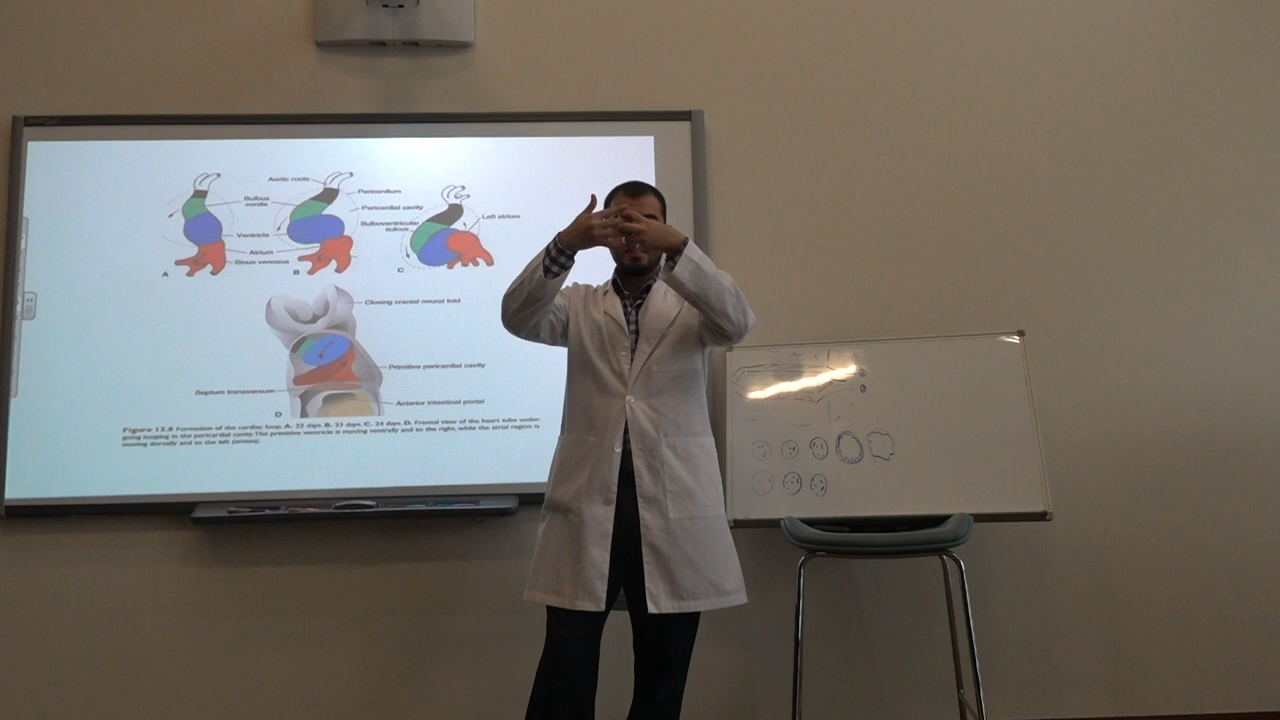 Aortic roots
Pericardium
Bulbus
cordis
Pericardial cavity
Bulboventricular
sulcus
Left atrium
Ventricle
Atrium
Sinus venosus
A
B
C
Closing cranial neural fold
Primitive pericardial cavity
Septum transversum
Anterior intestinal portal
D
Figure 12.8 Formation of the cardiac loop. A. 22 days. B. 23 days. C. 24 days. D. Frontal view of the heart tube under-
going looping in the pericardial cavity. The primitive ventricle is moving ventrally and to the right, while the atrial region is
moving dorsally and to the left (arrows).